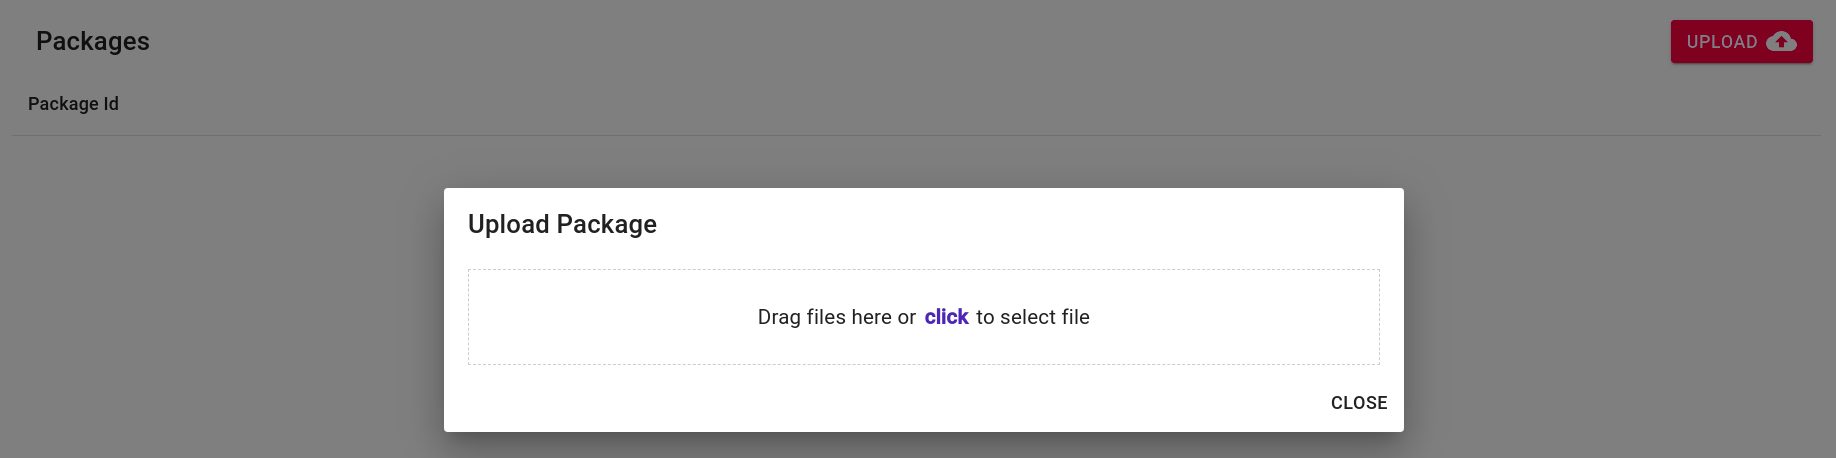 Packages
UPLOAD
Package Id
Upload Package
Drag files here or click to select file
CLOSE